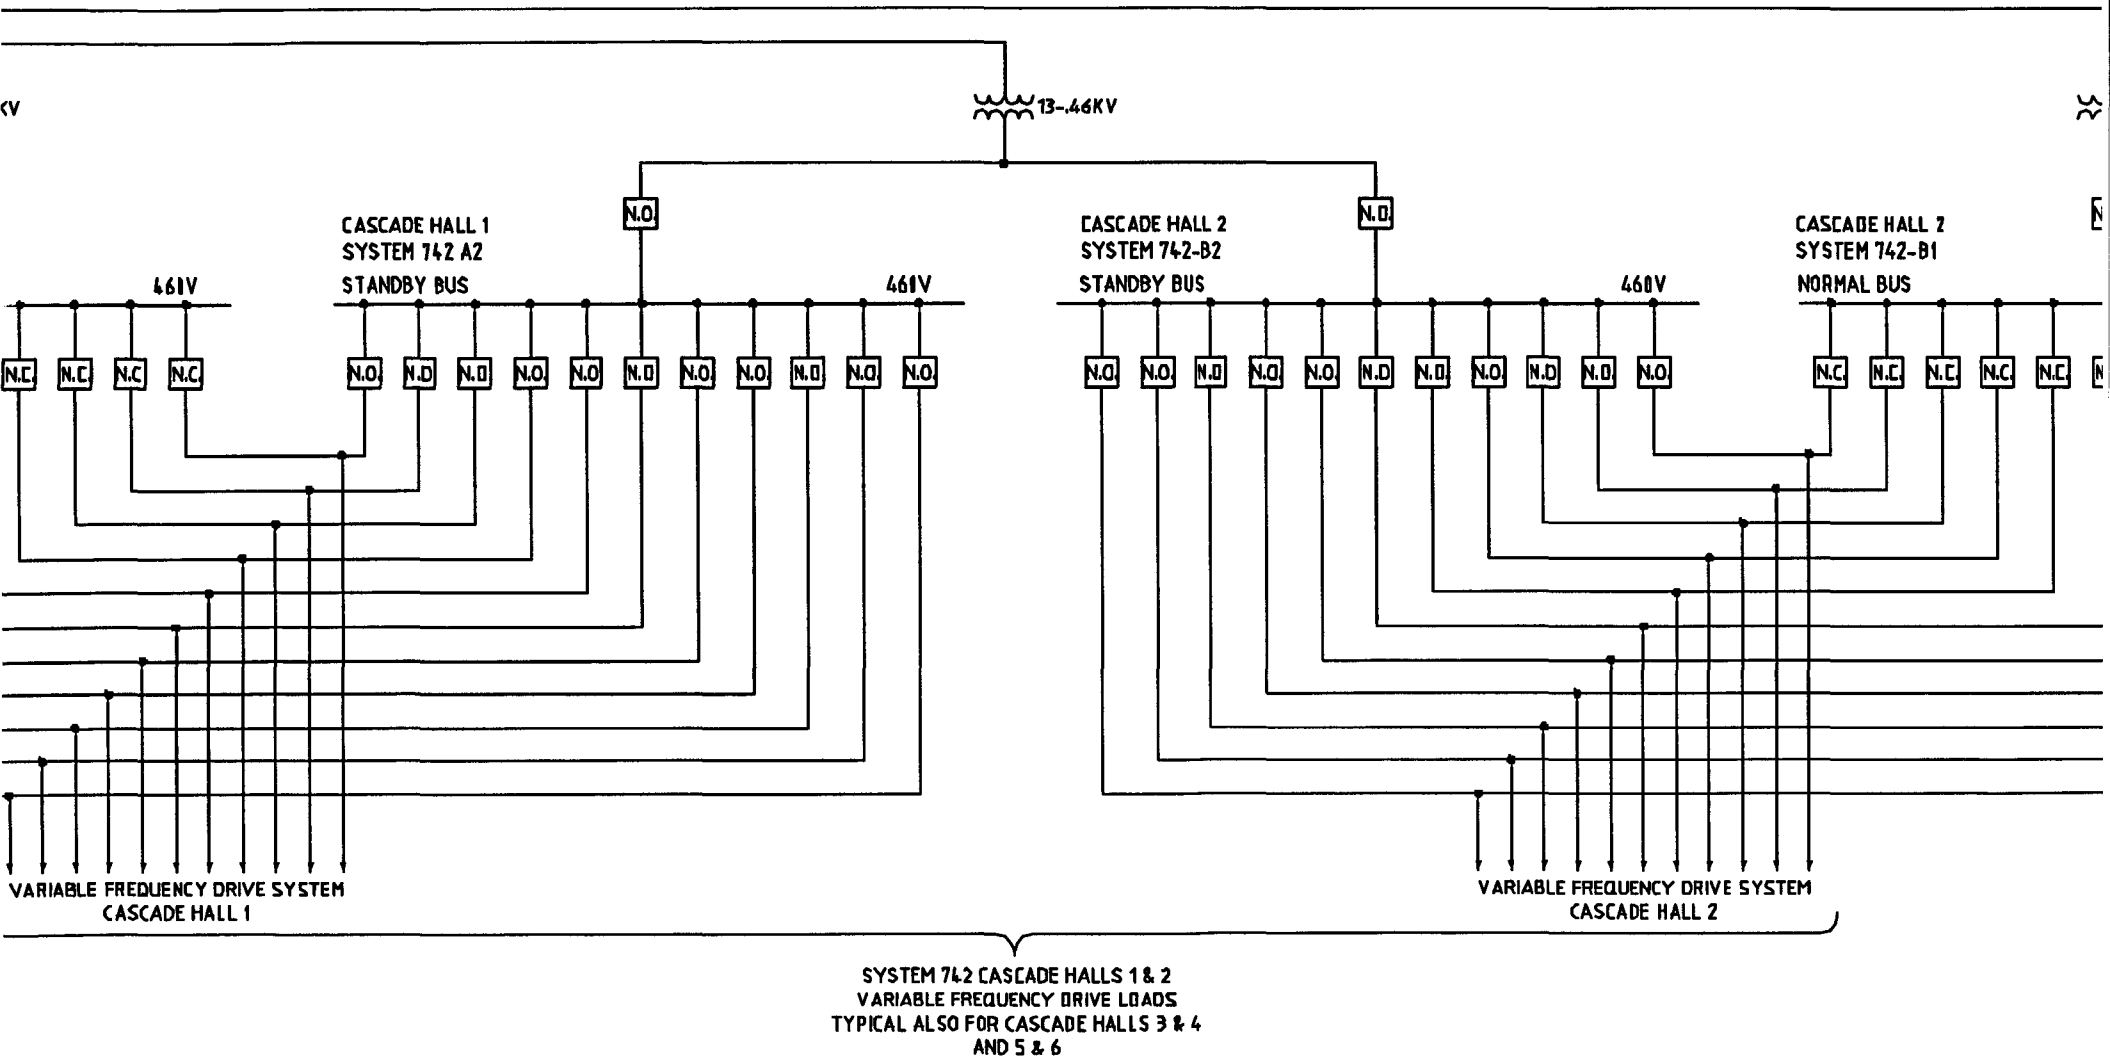 KV
13-.46KV
N.O.
N.O.
CASCADE HALL 1
SYSTEM 742 A2
STANDBY BUS
460V
460V
CASCADE HALL 2
SYSTEM 742-B2
STANDBY BUS
460V
CASCADE HALL 2
SYSTEM 742-B1
NORMAL BUS
N
N.C. N.C. N.C N.C.
N.O. N.O N.O N.O. N.O N.O N.O. N.O. N.O N.O. N.O.
N.O. N.O. N.O N.O. N.O. N.O N.O. N.O. N.O N.O. N.O.
N.C. N.C. N.C. N.C. N.C. N
VARIABLE FREQUENCY DRIVE SYSTEM
CASCADE HALL 1
VARIABLE FREQUENCY DRIVE SYSTEM
CASCADE HALL 2
SYSTEM 742 CASCADE HALLS 1 & 2
VARIABLE FREQUENCY DRIVE LOADS
TYPICAL ALSO FOR CASCADE HALLS 3 & 4
AND 5 & 6